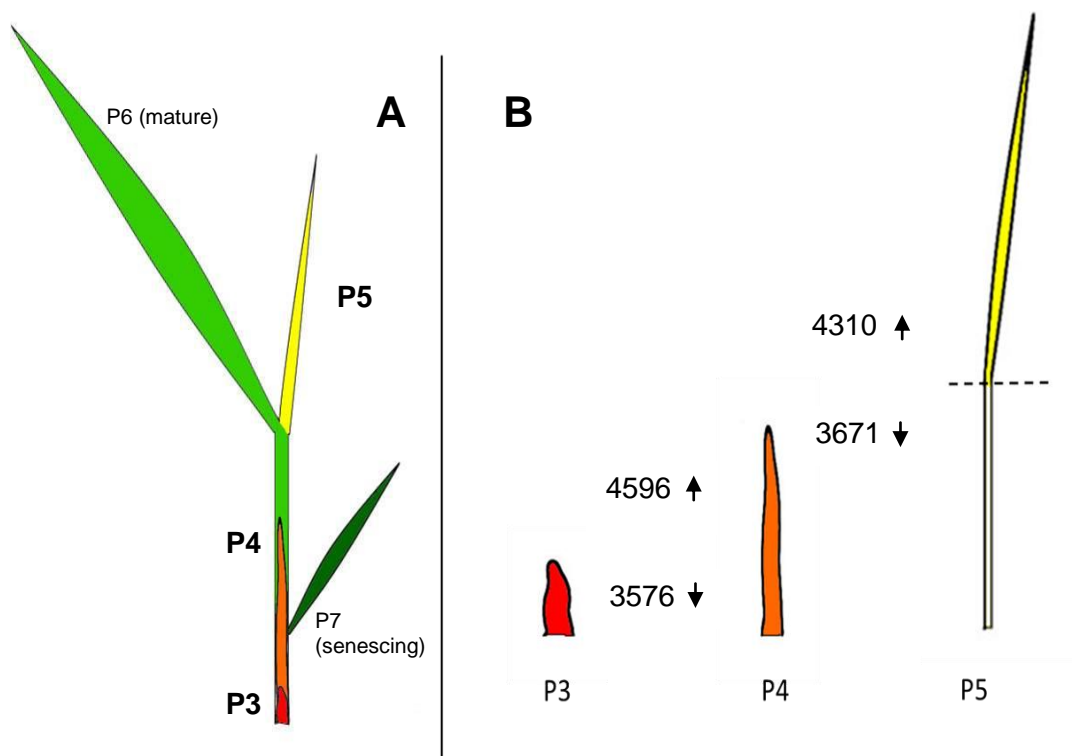 A
B
P6 (mature)
P5
P4
P7
(senescing)
P3
4310
3671
4596
3576
P3
P4
P5